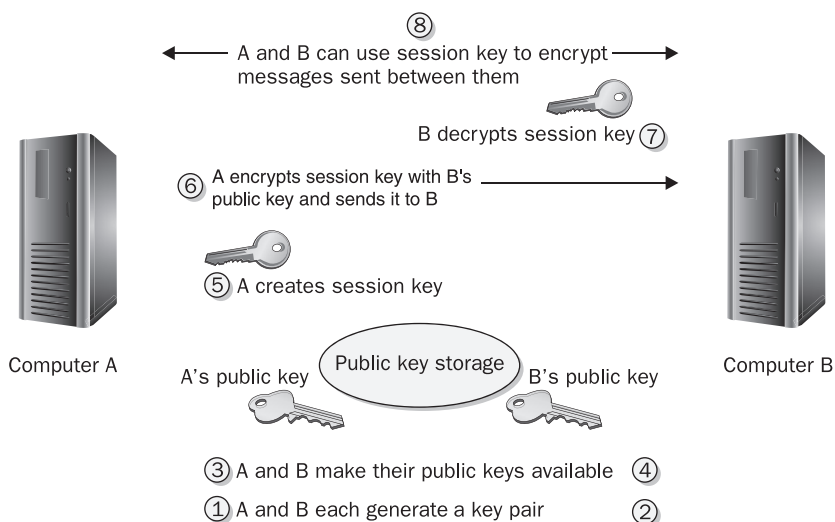 ⑧
A and B can use session key to encrypt
messages sent between them
B decrypts session key ⑦
⑥ A encrypts session key with B's
public key and sends it to B
⑤ A creates session key
Computer A
Public key storage
Computer B
A's public key
B's public key
③ A and B make their public keys available ④
① A and B each generate a key pair ②